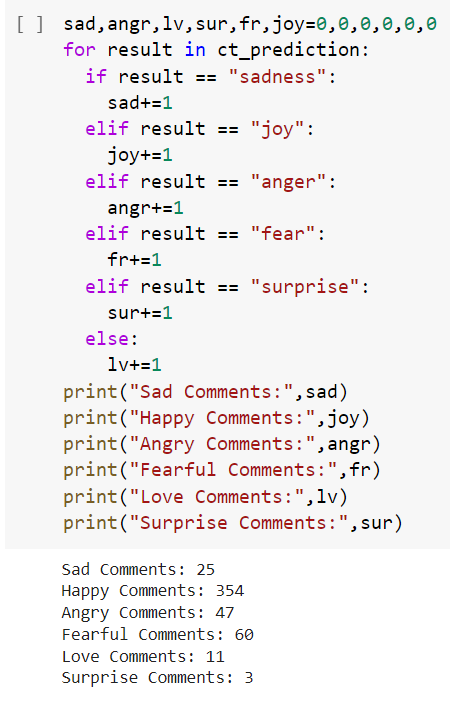 [ ] sad,angr,lv,sur,fr,joy=0,0,0,0,0,0
for result in ct_prediction:
  if result == "sadness":
    sad+=1
  elif result == "joy":
    joy+=1
  elif result == "anger":
    angr+=1
  elif result == "fear":
    fr+=1
  elif result == "surprise":
    sur+=1
  else:
    lv+=1
print("Sad Comments:",sad)
print("Happy Comments:",joy)
print("Angry Comments:",angr)
print("Fearful Comments:",fr)
print("Love Comments:",lv)
print("Surprise Comments:",sur)
Sad Comments: 25
Happy Comments: 354
Angry Comments: 47
Fearful Comments: 60
Love Comments: 11
Surprise Comments: 3